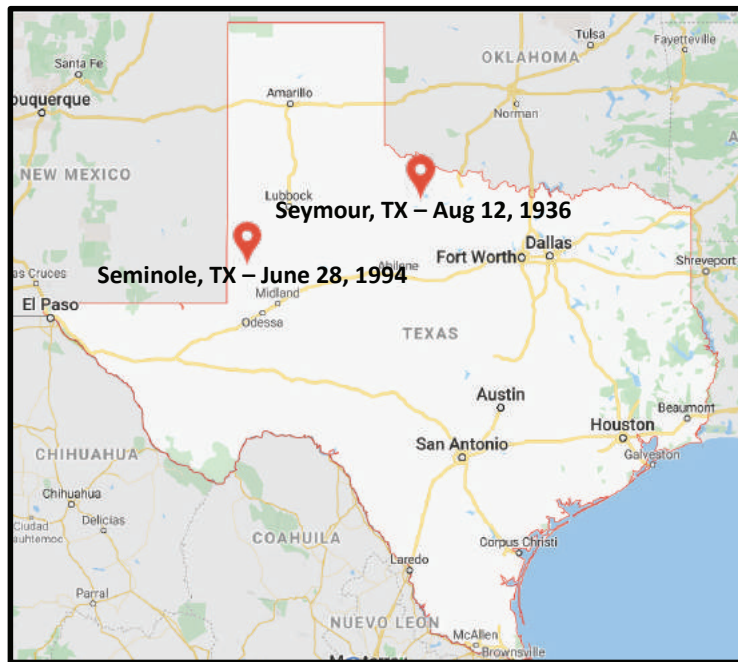 Tulsa
Fayetteville
OKLAHOMA
Santa Fe
Amarillo
buquerque
Norman
A
NEW MEXICO
Lubbock
Seymour, TX – Aug 12, 1936
Dallas
Fort Worth
Abilene
Shreveport
as Cruces
Seminole, TX – June 28, 1994
Midland
El Paso
Odessa
TEXAS
Austin
Beaumont
Houston
San Antonio
Galveston
CHIHUAHUA
Chihuahua
Ciudad
uauhtemoc
Delicias
COAHUILA
Corpus Christi
Laredo
Parral
NUEVO LEON
McAllen
Brownsville